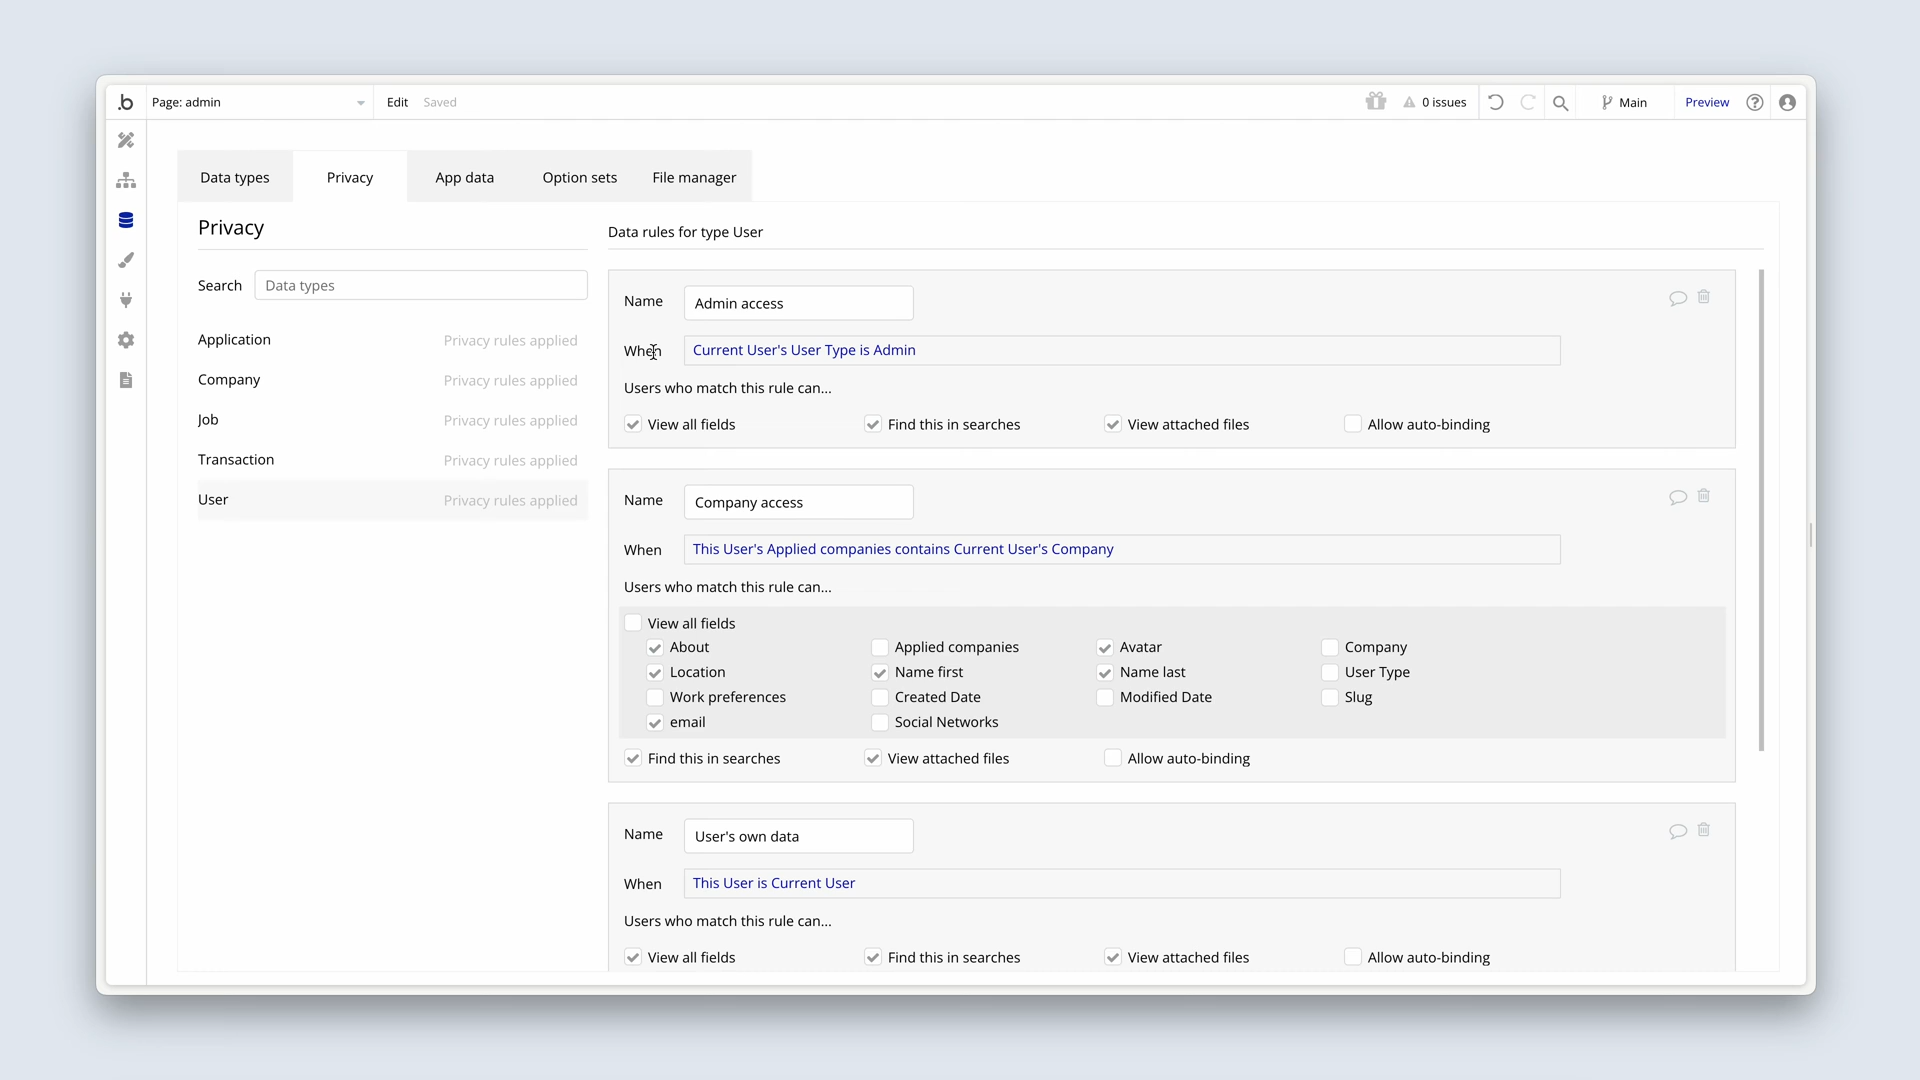 .b Page: admin Edit Saved 0 issues Main Preview
Data types Privacy App data Option sets File manager
Privacy
Search Data types
Application Privacy rules applied
Company Privacy rules applied
Job Privacy rules applied
Transaction Privacy rules applied
User Privacy rules applied
Data rules for type User
Name Admin access
When Current User's User Type is Admin
Users who match this rule can...
View all fields Find this in searches View attached files Allow auto-binding
Name Company access
When This User's Applied companies contains Current User's Company
Users who match this rule can...
View all fields
About Applied companies Avatar Company
Location Name first Name last User Type
Work preferences Created Date Modified Date Slug
email Social Networks
Find this in searches View attached files Allow auto-binding
Name User's own data
When This User is Current User
Users who match this rule can...
View all fields Find this in searches View attached files Allow auto-binding